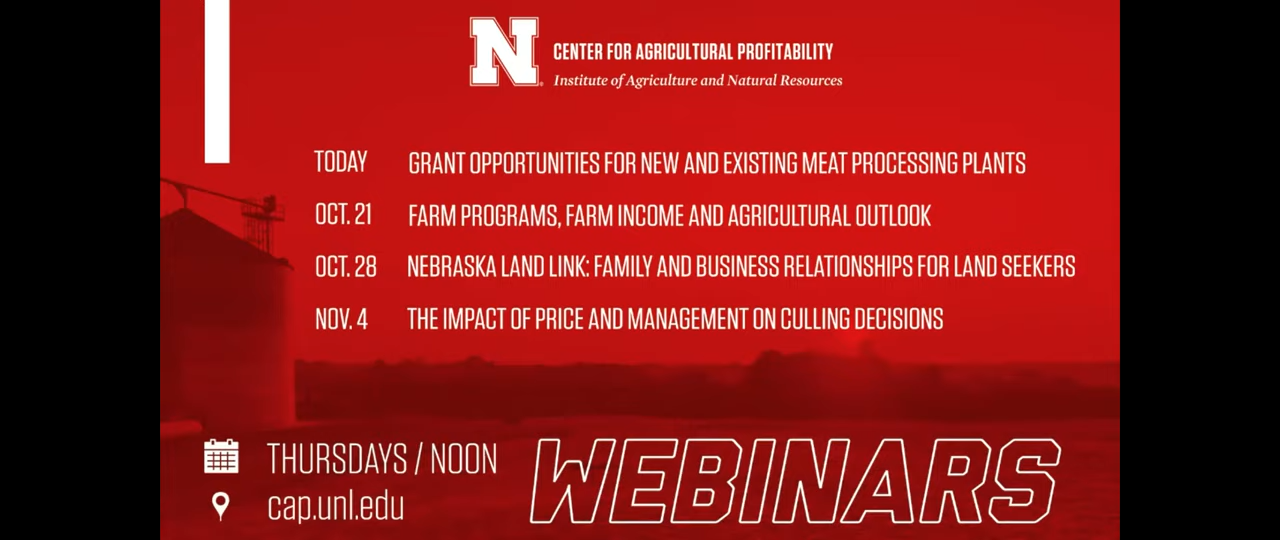 N
CENTER FOR AGRICULTURAL PROFITABILITY
Institute of Agriculture and Natural Resources
TODAY GRANT OPPORTUNITIES FOR NEW AND EXISTING MEAT PROCESSING PLANTS
OCT. 21 FARM PROGRAMS, FARM INCOME AND AGRICULTURAL OUTLOOK
OCT. 28 NEBRASKA LAND LINK: FAMILY AND BUSINESS RELATIONSHIPS FOR LAND SEEKERS
NOV. 4 THE IMPACT OF PRICE AND MANAGEMENT ON CULLING DECISIONS
THURSDAYS / NOON
cap.unl.edu
WEBINARS